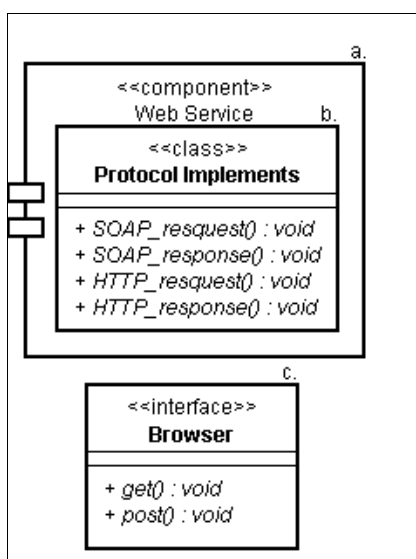 a.
<<component>>
Web Service
b.
<<class>>
Protocol Implements
+ SOAP_resquest() : void
+ SOAP_response() : void
+ HTTP_resquest() : void
+ HTTP_response() : void
c.
<<interface>>
Browser
+ get() : void
+ post() : void